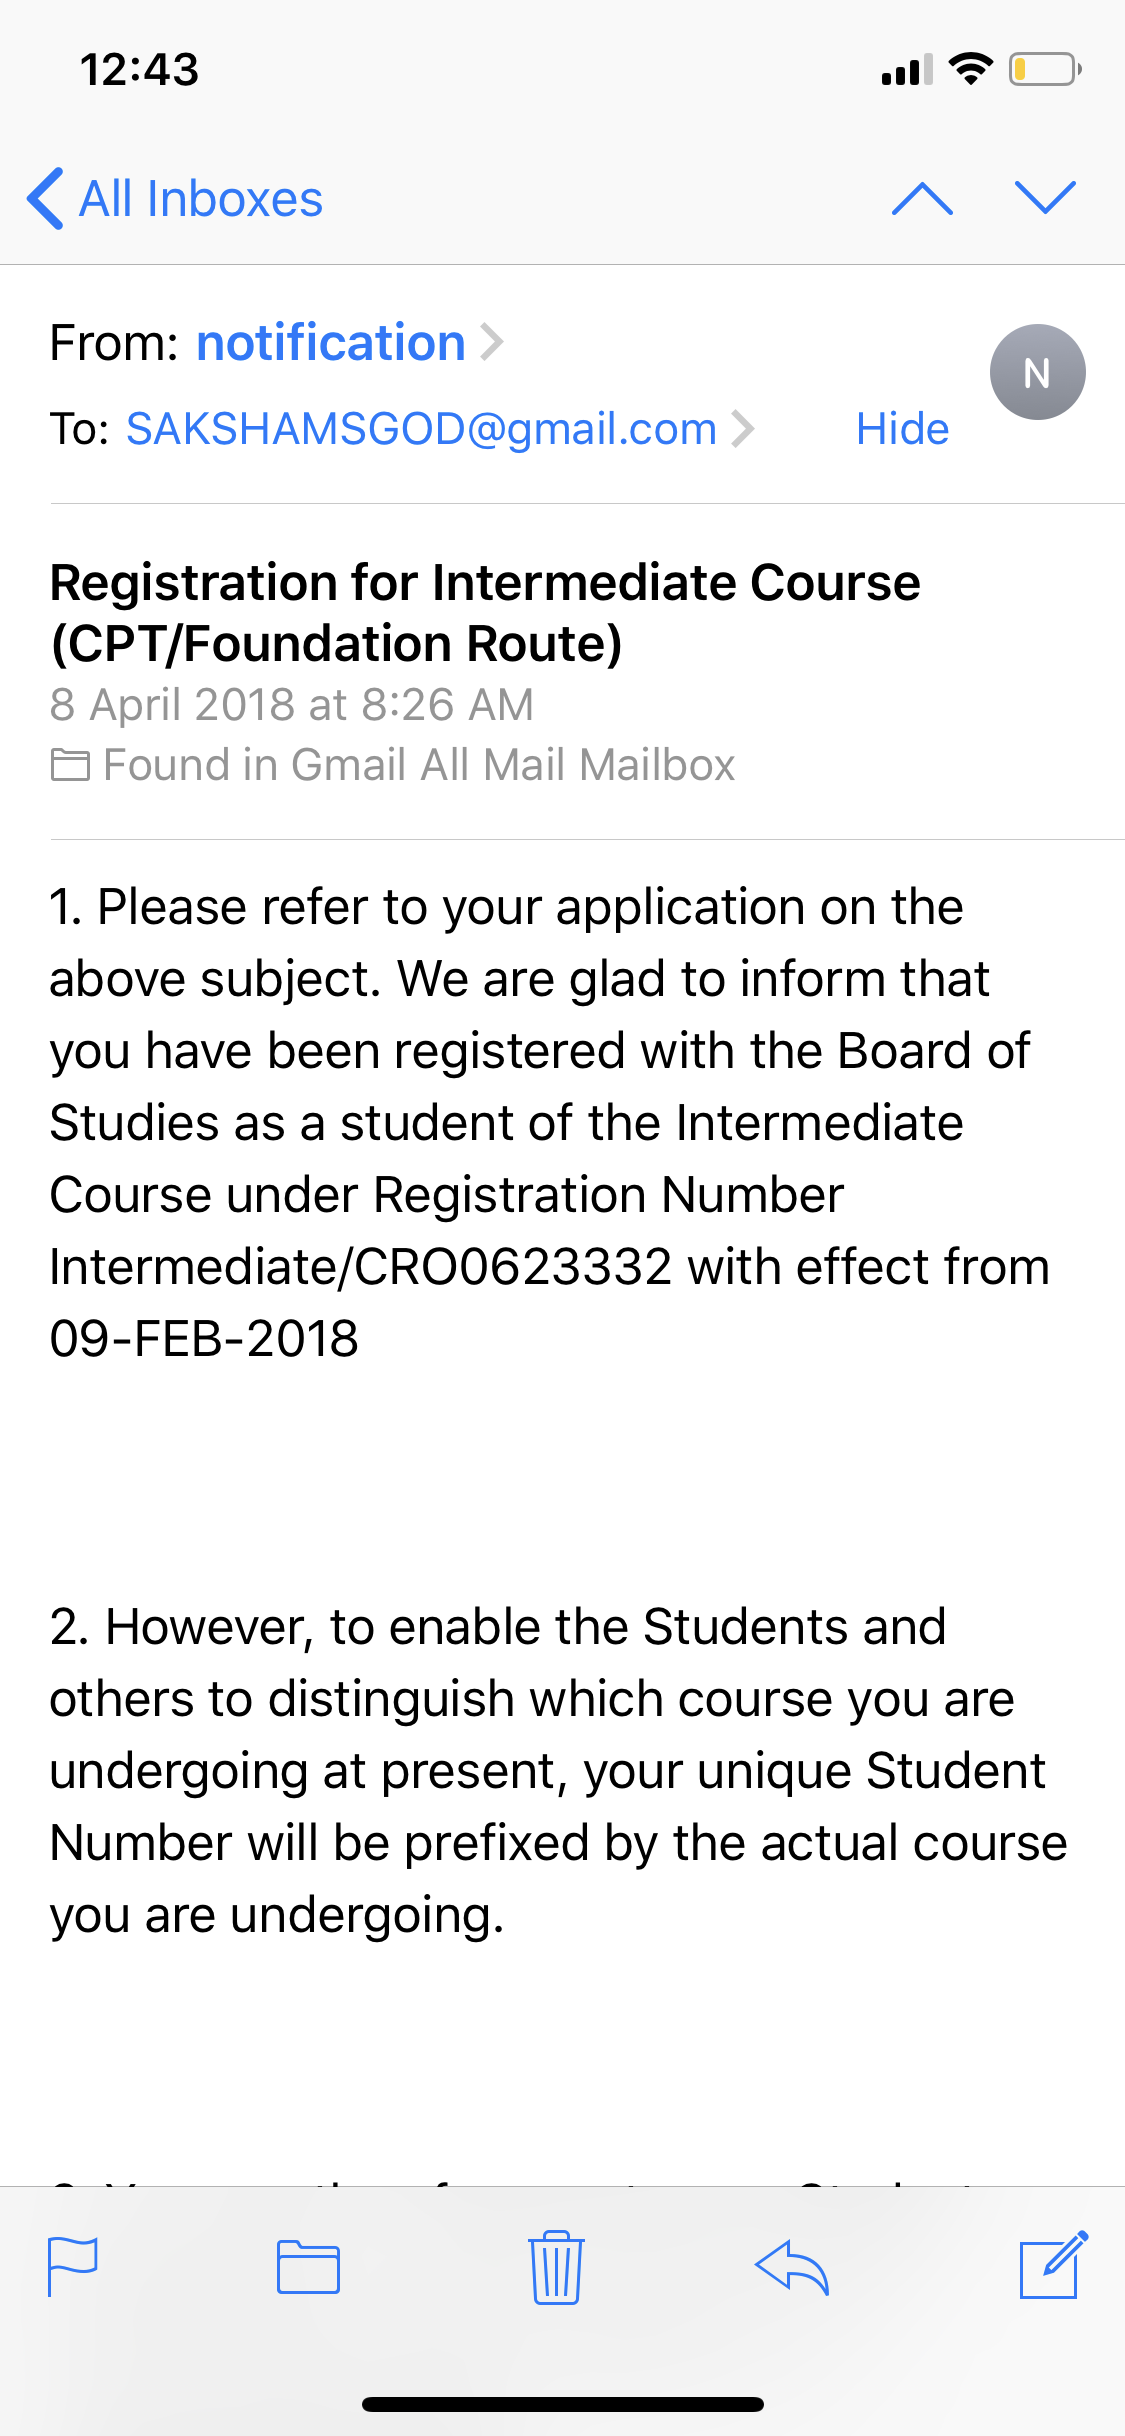 12:43
All Inboxes
From: notification
N
To: SAKSHAMSGOD@gmail.com
Hide
Registration for Intermediate Course
(CPT/Foundation Route)
8 April 2018 at 8:26 AM
Found in Gmail All Mail Mailbox
1. Please refer to your application on the
above subject. We are glad to inform that
you have been registered with the Board of
Studies as a student of the Intermediate
Course under Registration Number
Intermediate/CRO0623332 with effect from
09-FEB-2018
2. However, to enable the Students and
others to distinguish which course you are
undergoing at present, your unique Student
Number will be prefixed by the actual course
you are undergoing.